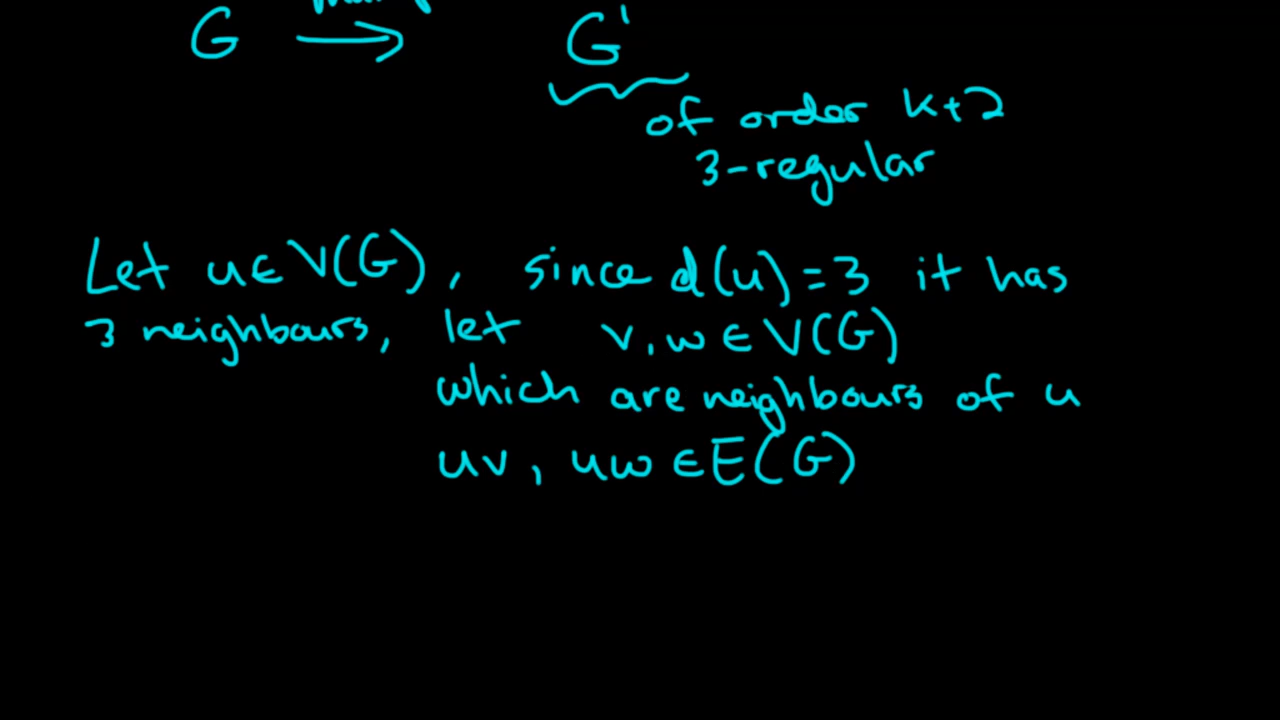 G → G'
of order k+2
3-regular
Let u ∈ V(G), since d(u) = 3 it has
3 neighbours, let v, w ∈ V(G)
which are neighbours of u
uv, uw ∈ E(G)